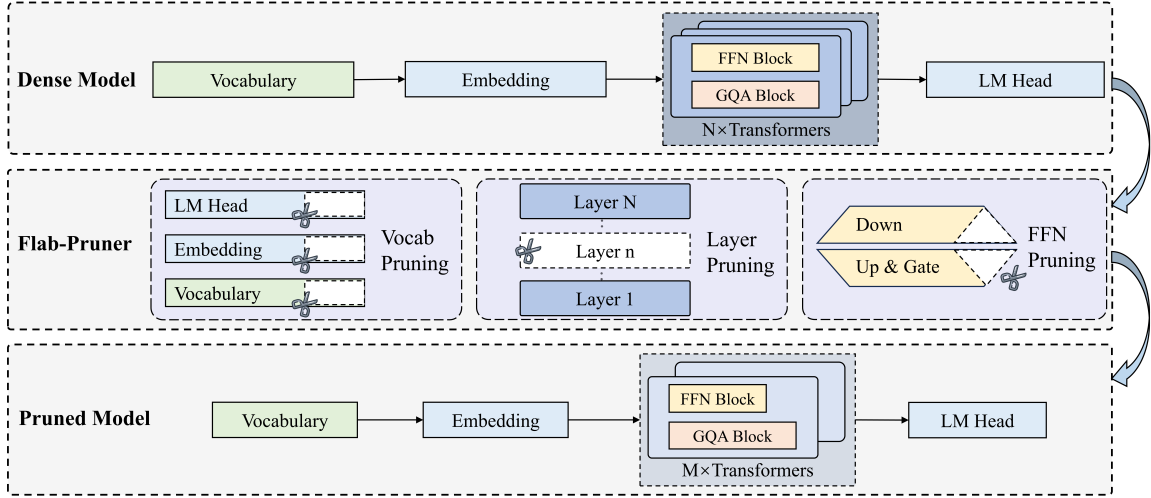 Dense Model
Vocabulary
Embedding
FFN Block
GQA Block
N×Transformers
LM Head
Flab-Pruner
LM Head
Embedding
Vocabulary
Vocab
Pruning
Layer N
Layer n
Layer 1
Layer
Pruning
Down
Up & Gate
FFN
Pruning
Pruned Model
Vocabulary
Embedding
FFN Block
GQA Block
M×Transformers
LM Head